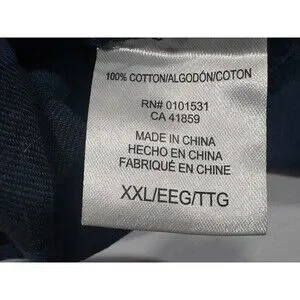 100% COTTON/ALGODÓN/COTON
RN# 0101531
CA 41859
MADE IN CHINA
HECHO EN CHINA
FABRIQUÉ EN CHINE
XXL/EEG/TTG